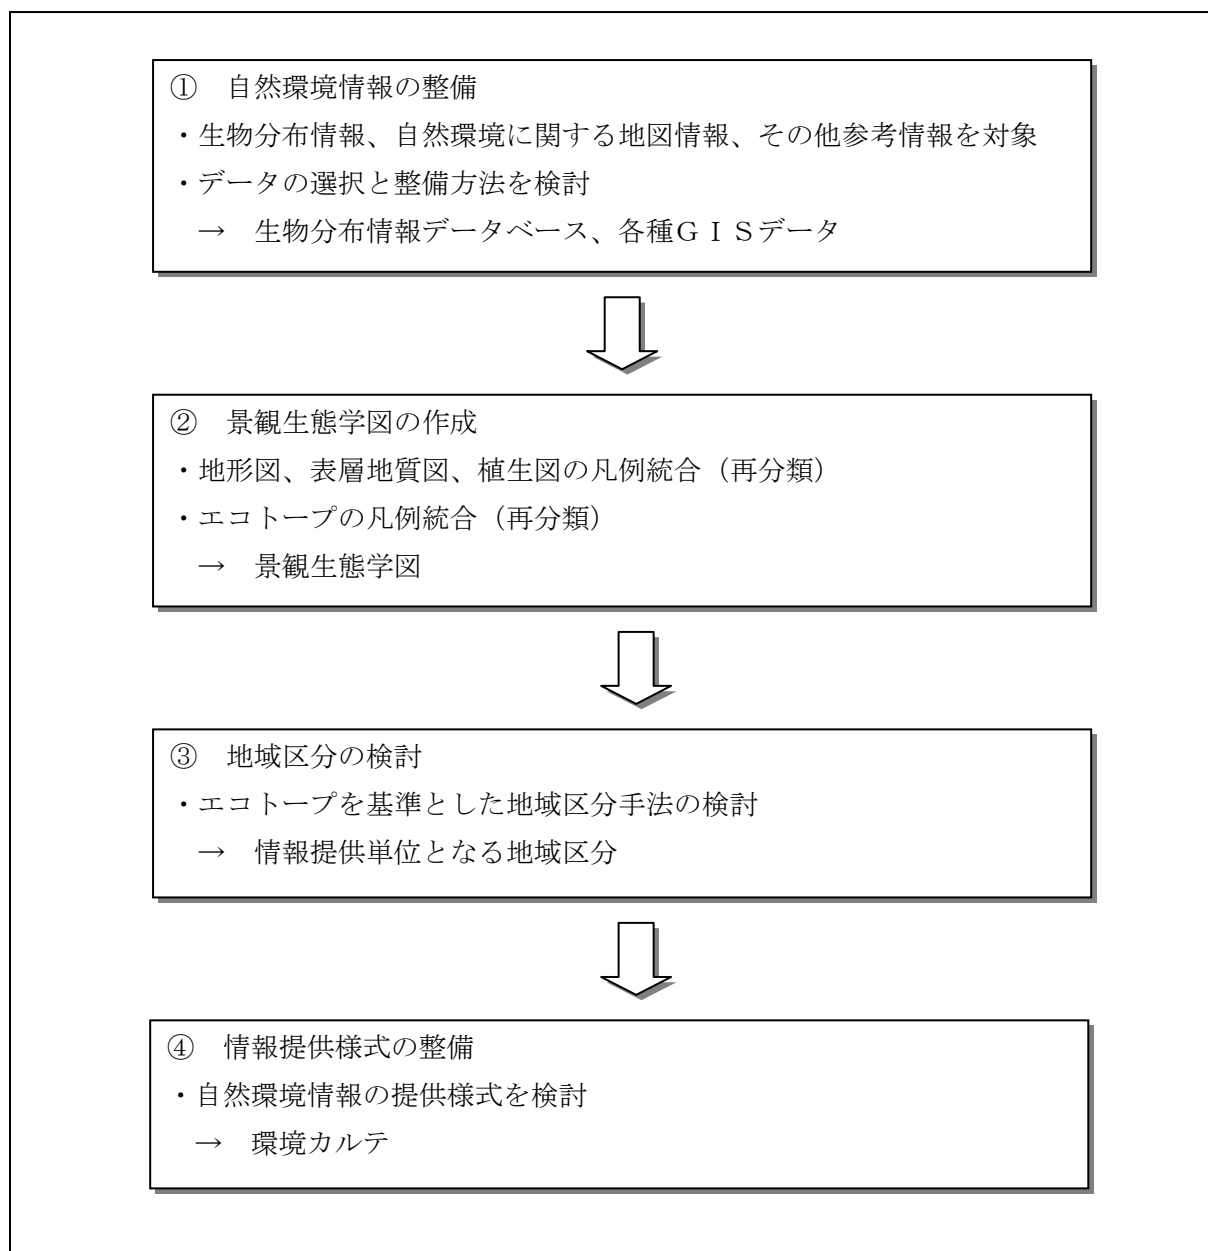 ① 自然環境情報の整備
・生物分布情報、自然環境に関する地図情報、その他参考情報を対象
・データの選択と整備方法を検討
→ 生物分布情報データベース、各種ＧＩＳデータ
② 景観生態学図の作成
・地形図、表層地質図、植生図の凡例統合（再分類）
・エコトープの凡例統合（再分類）
→ 景観生態学図
③ 地域区分の検討
・エコトープを基準とした地域区分手法の検討
→ 情報提供単位となる地域区分
④ 情報提供様式の整備
・自然環境情報の提供様式を検討
→ 環境カルテ